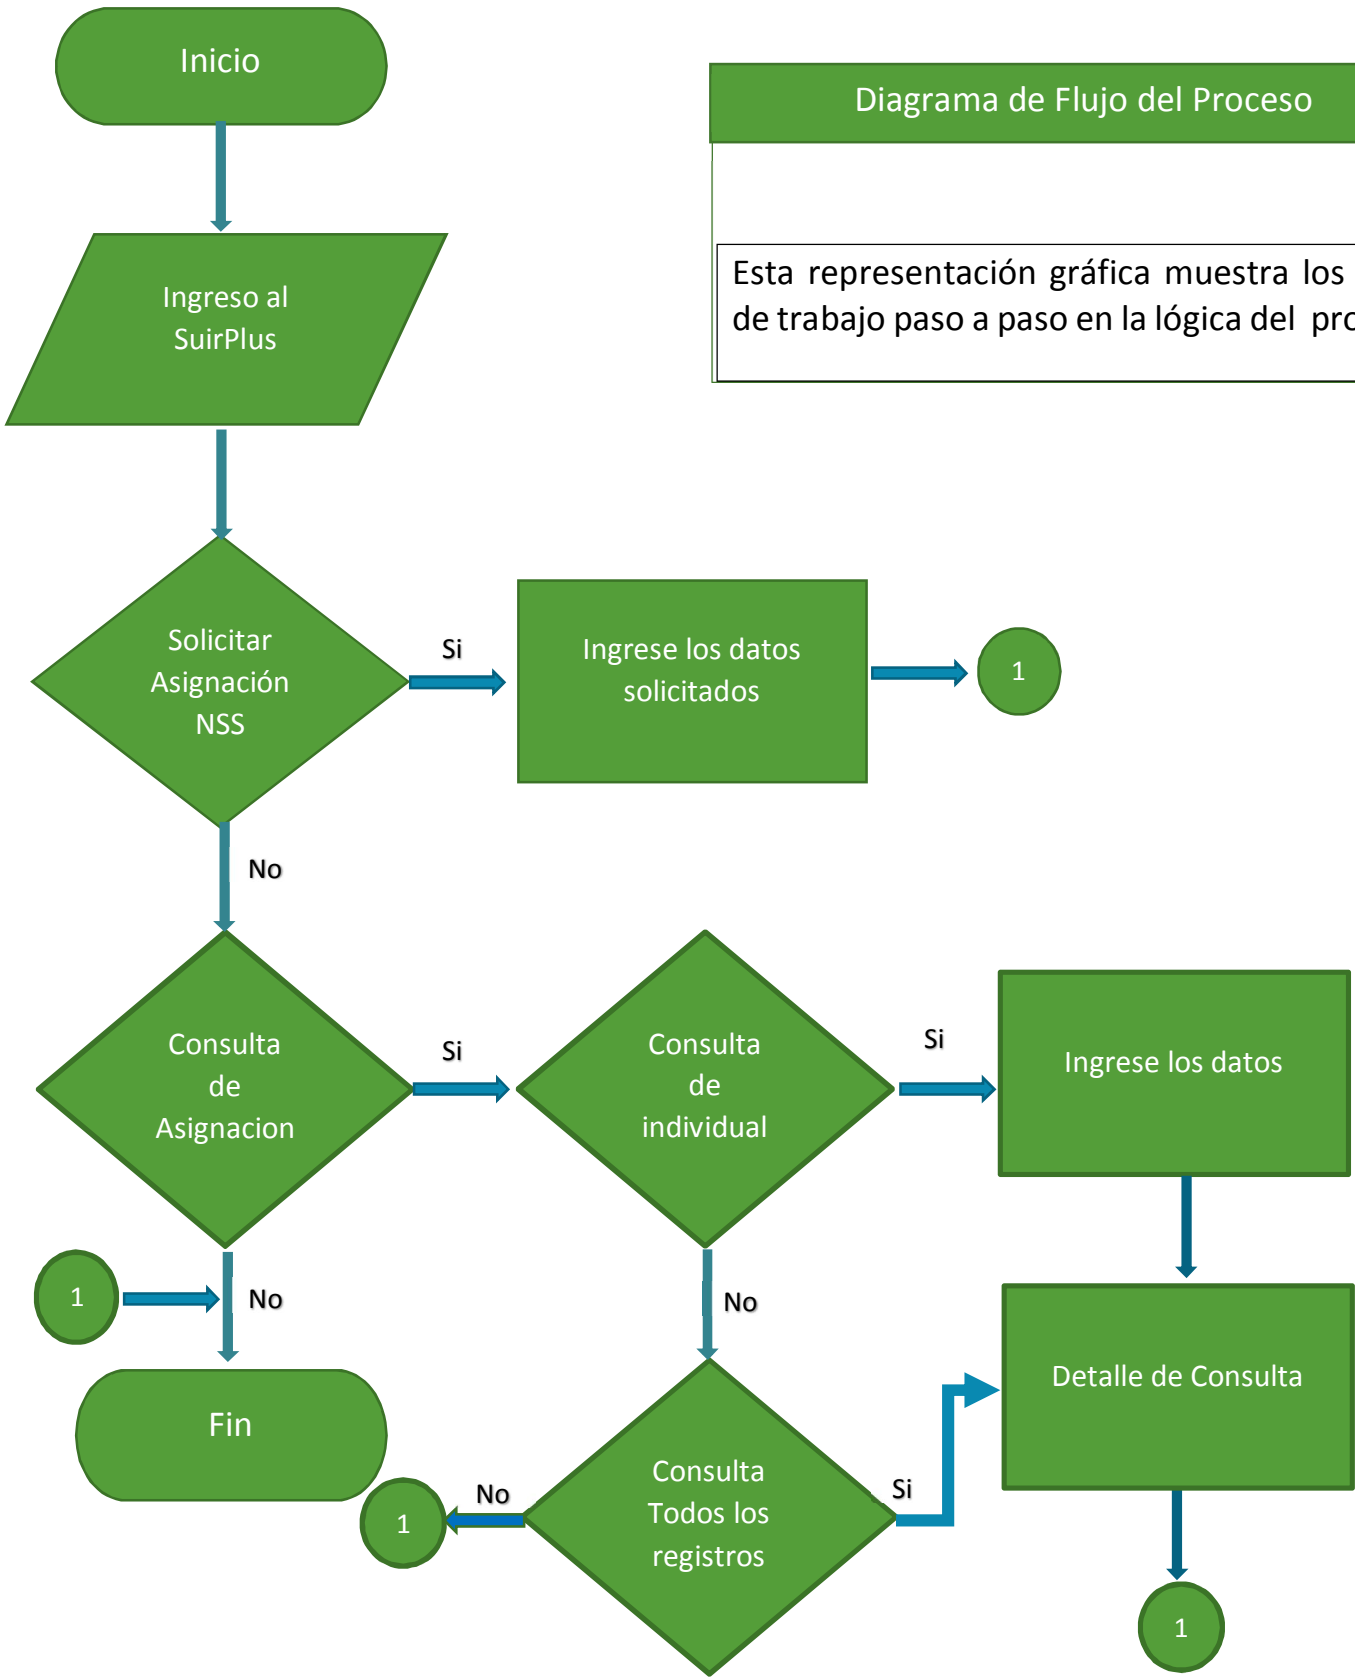 Inicio
Diagrama de Flujo del Proceso
Esta representación gráfica muestra los
de trabajo paso a paso en la lógica del
Ingreso al
SuirPlus
Solicitar
Asignación
NSS
Si
Ingrese los datos
solicitados
1
No
Consulta
de
Asignacion
Si
Consulta
de
individual
Si
Ingrese los datos
1
No
No
Detalle de Consulta
Fin
Consulta
Todos los
registros
No
1
Si
1